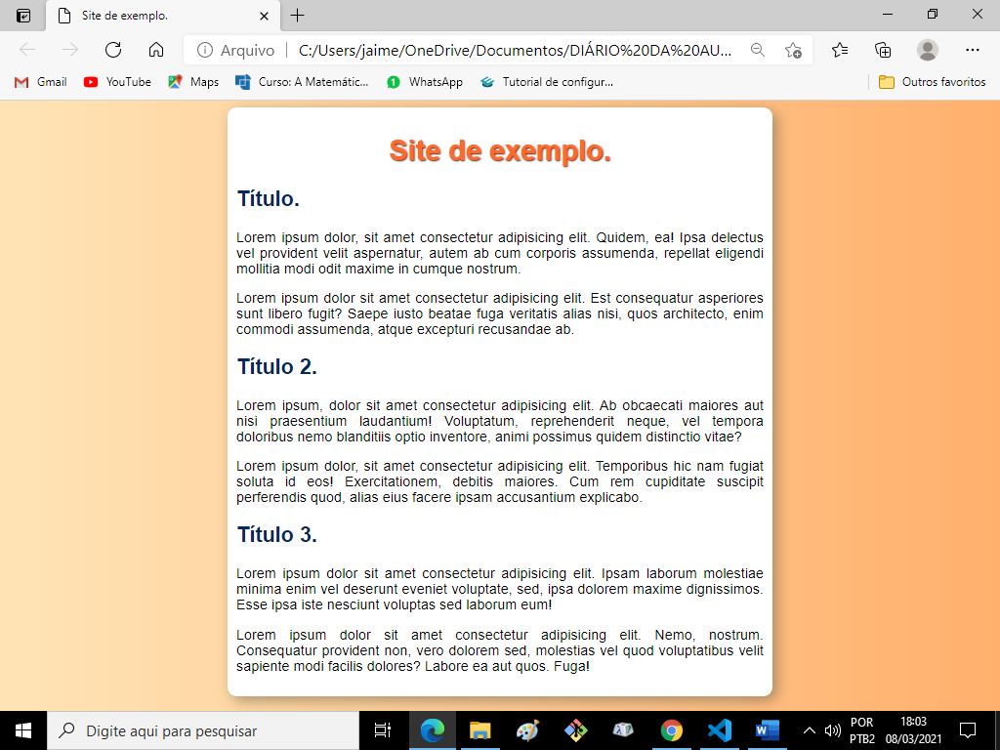 Site de exemplo.
Arquivo
C:/Users/jaime/OneDrive/Documentos/DIÁRIO%20DA%20AU...
Gmail
YouTube
Maps
Curso: A Matemátic...
WhatsApp
Tutorial de configur...
Outros favoritos
Site de exemplo.
Título.
Lorem ipsum dolor, sit amet consectetur adipisicing elit. Quidem, ea! Ipsa delectus
vel provident velit aspernatur, autem ab cum corporis assumenda, repellat eligendi
mollitia modi odit maxime in cumque nostrum.
Lorem ipsum dolor sit amet consectetur adipisicing elit. Est consequatur asperiores
sunt libero fugit? Saepe iusto beatae fuga veritatis alias nisi, quos architecto, enim
commodi assumenda, atque excepturi recusandae ab.
Título 2.
Lorem ipsum, dolor sit amet consectetur adipisicing elit. Ab obcaecati maiores aut
nisi praesentium laudantium! Voluptatum, reprehenderit neque, vel tempora
doloribus nemo blanditiis optio inventore, animi possimus quidem distinctio vitae?
Lorem ipsum dolor, sit amet consectetur adipisicing elit. Temporibus hic nam fugiat
soluta id eos! Exercitationem, debitis maiores. Cum rem cupiditate suscipit
perferendis quod, alias eius facere ipsam accusantium explicabo.
Título 3.
Lorem ipsum dolor sit amet consectetur adipisicing elit. Ipsam laborum molestiae
minima enim vel deserunt eveniet voluptate, sed, ipsa dolorem maxime dignissimos.
Esse ipsa iste nesciunt voluptas sed laborum eum!
Lorem ipsum dolor sit amet consectetur adipisicing elit. Nemo, nostrum.
Consequatur provident non, vero dolorem sed, molestias vel quod voluptatibus velit
sapiente modi facilis dolores? Labore ea aut quos. Fuga!
Digite aqui para pesquisar
POR
PTB2
18:03
08/03/2021